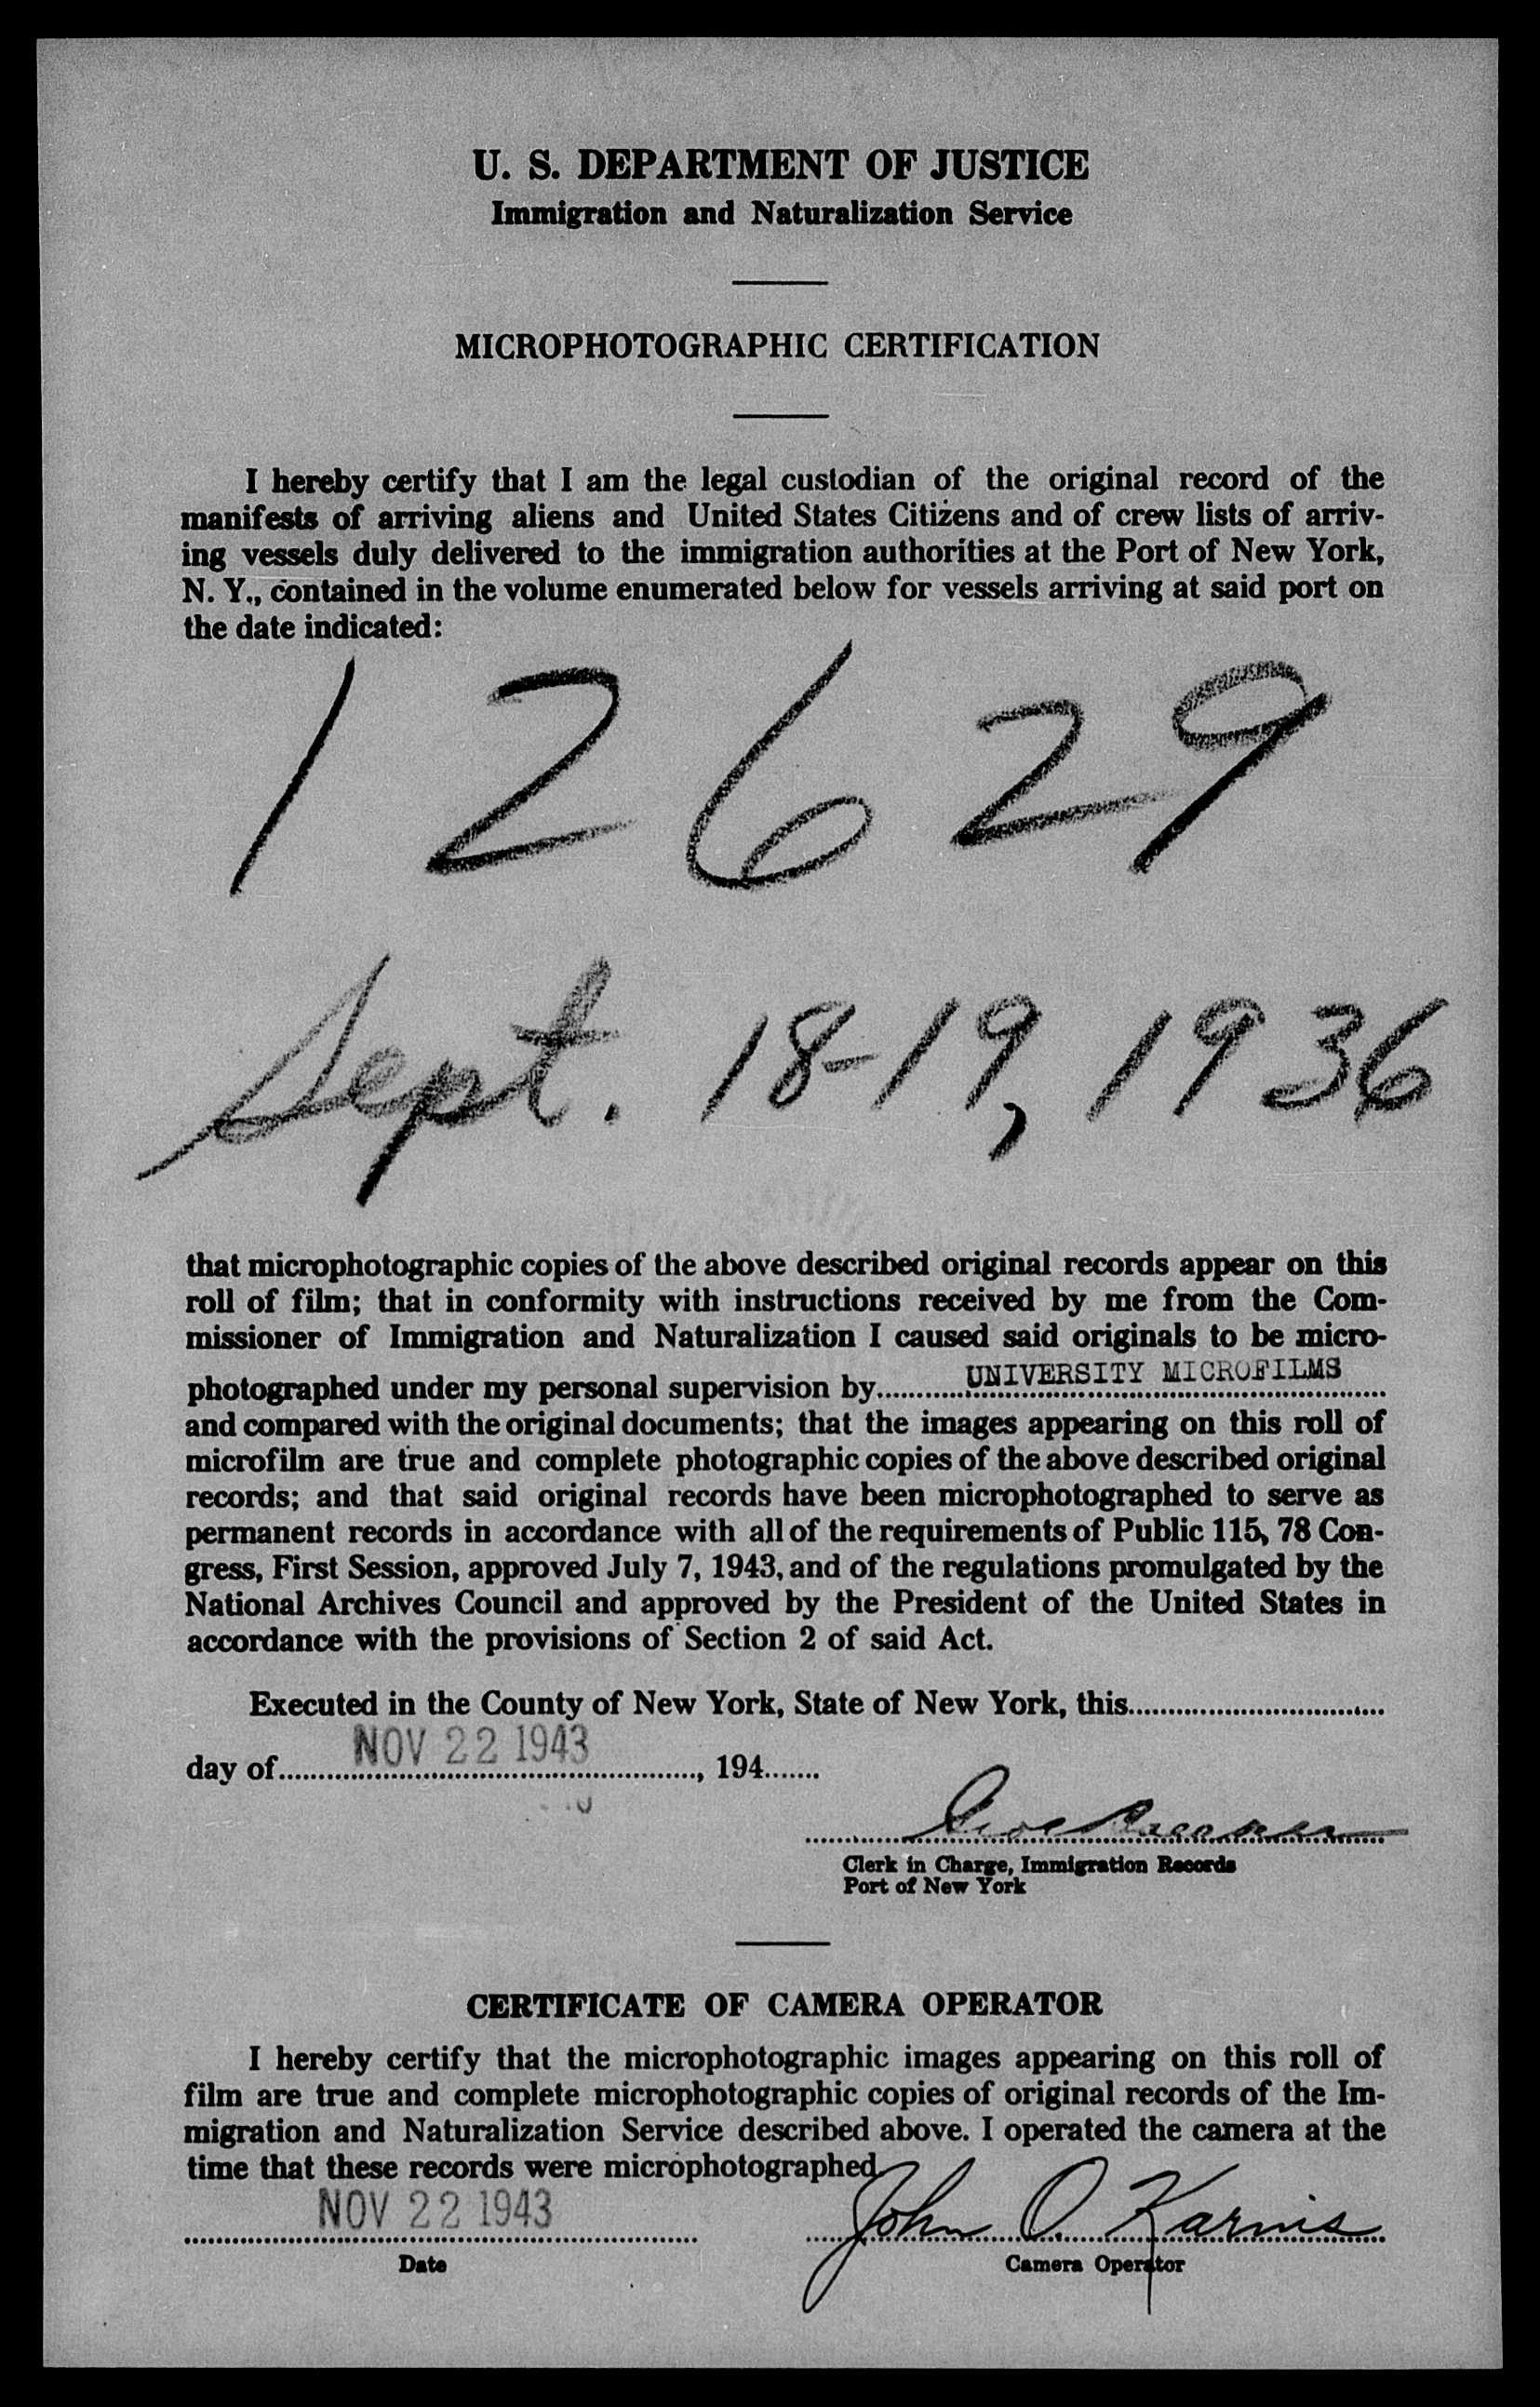 U. S. DEPARTMENT OF JUSTICE
Immigration and Naturalization Service
MICROPHOTOGRAPHIC CERTIFICATION
I hereby certify that I am the legal custodian of the original record of the
manifests of arriving aliens and United States Citizens and of crew lists of arriv-
ing vessels duly delivered to the immigration authorities at the Port of New York,
N. Y., contained in the volume enumerated below for vessels arriving at said port on
the date indicated:
12629
Sept. 18-19, 1936
that microphotographic copies of the above described original records appear on this
roll of film; that in conformity with instructions received by me from the Com-
missioner of Immigration and Naturalization I caused said originals to be micro-
photographed under my personal supervision by UNIVERSITY MICROFILMS
and compared with the original documents; that the images appearing on this roll of
microfilm are true and complete photographic copies of the above described original
records; and that said original records have been microphotographed to serve as
permanent records in accordance with all of the requirements of Public 115, 78 Con-
gress, First Session, approved July 7, 1943, and of the regulations promulgated by the
National Archives Council and approved by the President of the United States in
accordance with the provisions of Section 2 of said Act.
Executed in the County of New York, State of New York, this
day of NOV 22 1943, 194
Clerk in Charge, Immigration Records
Port of New York
CERTIFICATE OF CAMERA OPERATOR
I hereby certify that the microphotographic images appearing on this roll of
film are true and complete microphotographic copies of original records of the Im-
migration and Naturalization Service described above. I operated the camera at the
time that these records were microphotographed
NOV 22 1943 John O. Karnis
Date Camera Operator